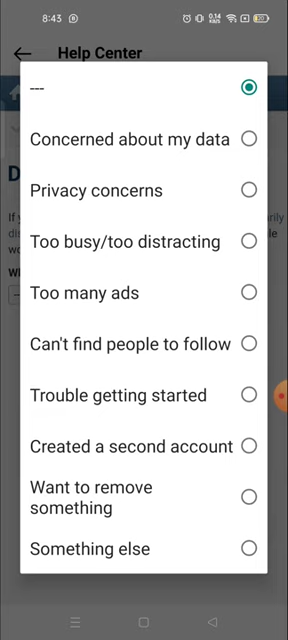 8:43
Help Center
---
Concerned about my data
Privacy concerns
Too busy/too distracting
Too many ads
Can't find people to follow
Trouble getting started
Created a second account
Want to remove
something
Something else